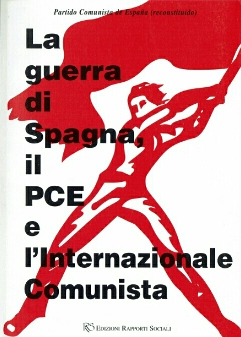 Partido Comunista de España (reconstituido)
La
guerra
di
Spagna,
il
PCE
e
l'Internazionale
Comunista
EDIZIONI RAPPORTI SOCIALI